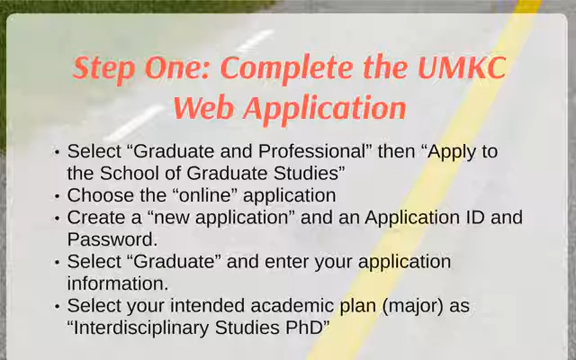 Step One: Complete the UMKC
Web Application
• Select “Graduate and Professional” then “Apply to
the School of Graduate Studies”
• Choose the “online” application
• Create a “new application” and an Application ID and
Password.
• Select “Graduate” and enter your application
information.
• Select your intended academic plan (major) as
“Interdisciplinary Studies PhD”